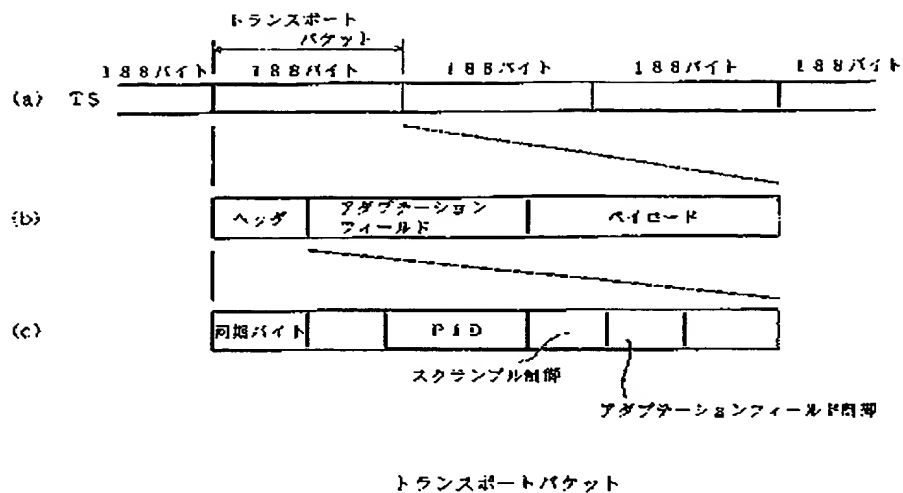 トランスポート
パケット
188バイト 188バイト 188バイト 188バイト 188バイト
(a) TS
(b) ヘッダ アダプテーション
フィールド ペイロード
(c) 同期バイト PID
スクランブル制御
アダプテーションフィールド制御
トランスポートパケット